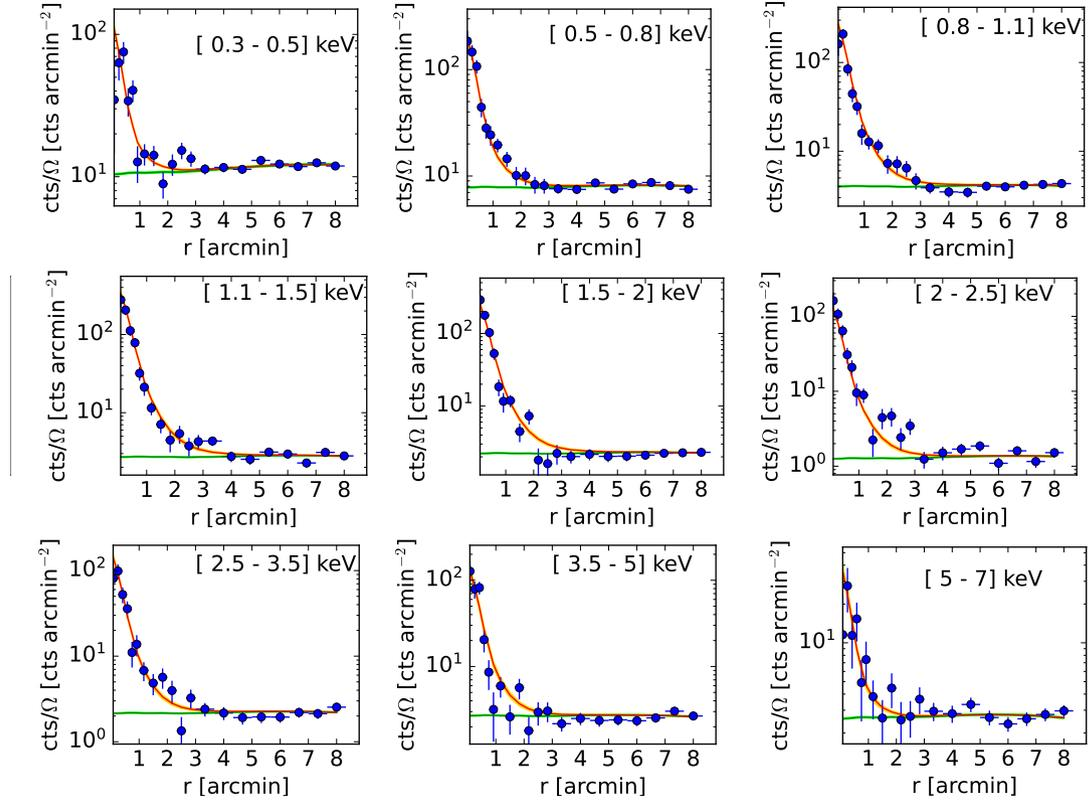 [ 0.3 - 0.5] keV
cts/Ω [cts arcmin⁻²]
10²
10¹
1 2 3 4 5 6 7 8
r [arcmin]
[ 0.5 - 0.8] keV
cts/Ω [cts arcmin⁻²]
10²
10¹
1 2 3 4 5 6 7 8
r [arcmin]
[ 0.8 - 1.1] keV
cts/Ω [cts arcmin⁻²]
10²
10¹
1 2 3 4 5 6 7 8
r [arcmin]
[ 1.1 - 1.5] keV
cts/Ω [cts arcmin⁻²]
10²
10¹
1 2 3 4 5 6 7 8
r [arcmin]
[ 1.5 - 2] keV
cts/Ω [cts arcmin⁻²]
10²
10¹
1 2 3 4 5 6 7 8
r [arcmin]
[ 2 - 2.5] keV
cts/Ω [cts arcmin⁻²]
10²
10¹
10⁰
1 2 3 4 5 6 7 8
r [arcmin]
[ 2.5 - 3.5] keV
cts/Ω [cts arcmin⁻²]
10²
10¹
10⁰
1 2 3 4 5 6 7 8
r [arcmin]
[ 3.5 - 5] keV
cts/Ω [cts arcmin⁻²]
10²
10¹
1 2 3 4 5 6 7 8
r [arcmin]
[ 5 - 7] keV
cts/Ω [cts arcmin⁻²]
10¹
1 2 3 4 5 6 7 8
r [arcmin]